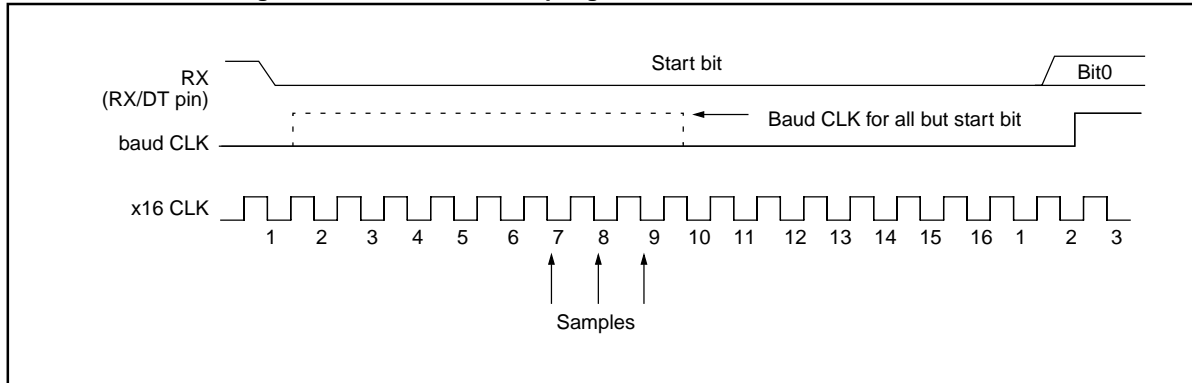 Start bit
RX
(RX/DT pin)
Bit0
Baud CLK for all but start bit
baud CLK
x16 CLK
1 2 3 4 5 6 7 8 9 10 11 12 13 14 15 16 1 2 3
Samples